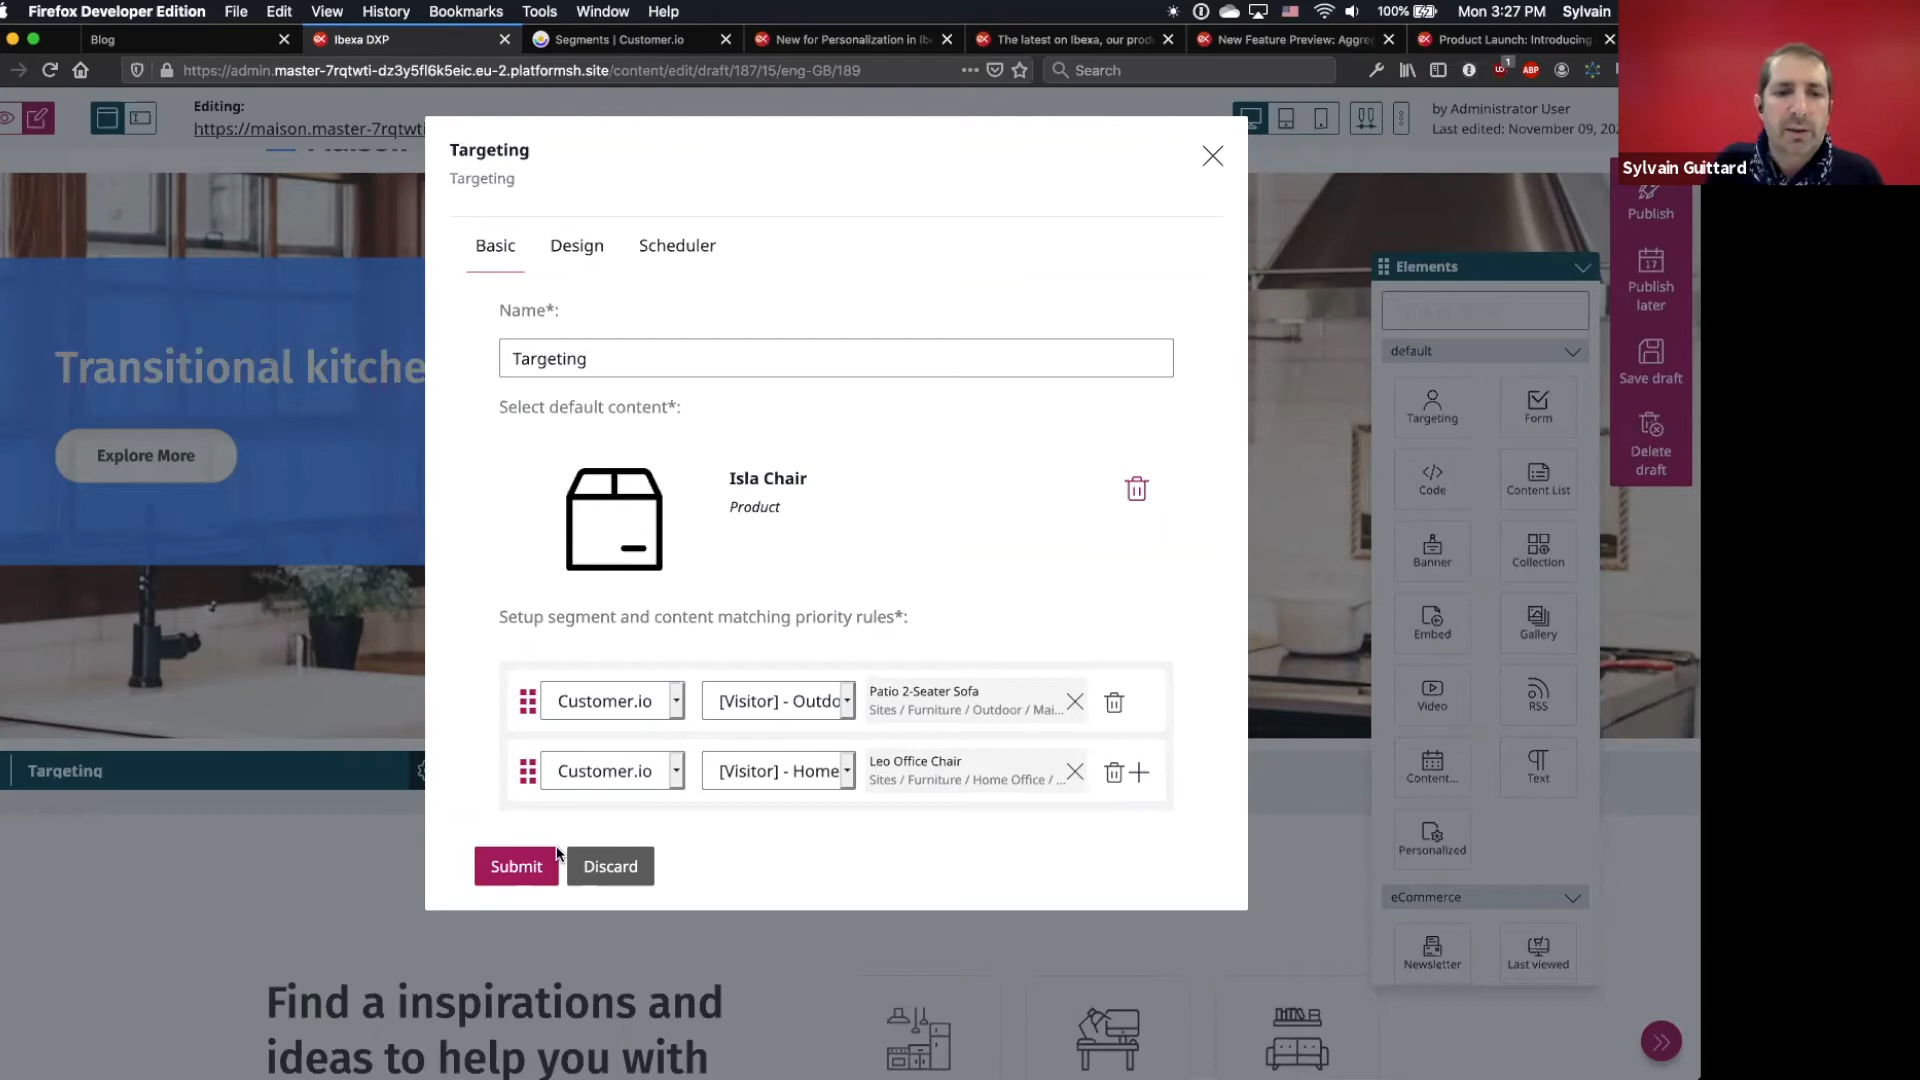 Firefox Developer Edition File Edit View History Bookmarks Tools Window Help 100% Mon 3:27 PM Sylvain
Blog Ibexa DXP Segments | Customer.io New for Personalization in Ib The latest on Ibexa, our prod New Feature Preview: Aggre Product Launch: Introducing
https://admin.master-7rqtwti-dz3y5fl6k5eic.eu-2.platformsh.site/content/edit/draft/187/15/eng-GB/189 Search 1 ABP
Editing:
https://maison.master-7rqtwti
by Administrator User
Last edited: November 09, 202
Sylvain Guittard
Targeting
Targeting
Basic Design Scheduler
Name*:
Targeting
Select default content*:
Isla Chair
Product
Setup segment and content matching priority rules*:
Customer.io [Visitor] - Outdo Patio 2-Seater Sofa
Sites / Furniture / Outdoor / Mai...
Customer.io [Visitor] - Home Leo Office Chair
Sites / Furniture / Home Office / ...
Submit Discard
Transitional kitche
Explore More
Targeting
Find a inspirations and
ideas to help you with
Elements
default
Targeting Form
Code Content List
Banner Collection
Embed Gallery
Video RSS
Content... Text
Personalized
eCommerce
Newsletter Last viewed
Publish
17
Publish
later
Save draft
Delete
draft